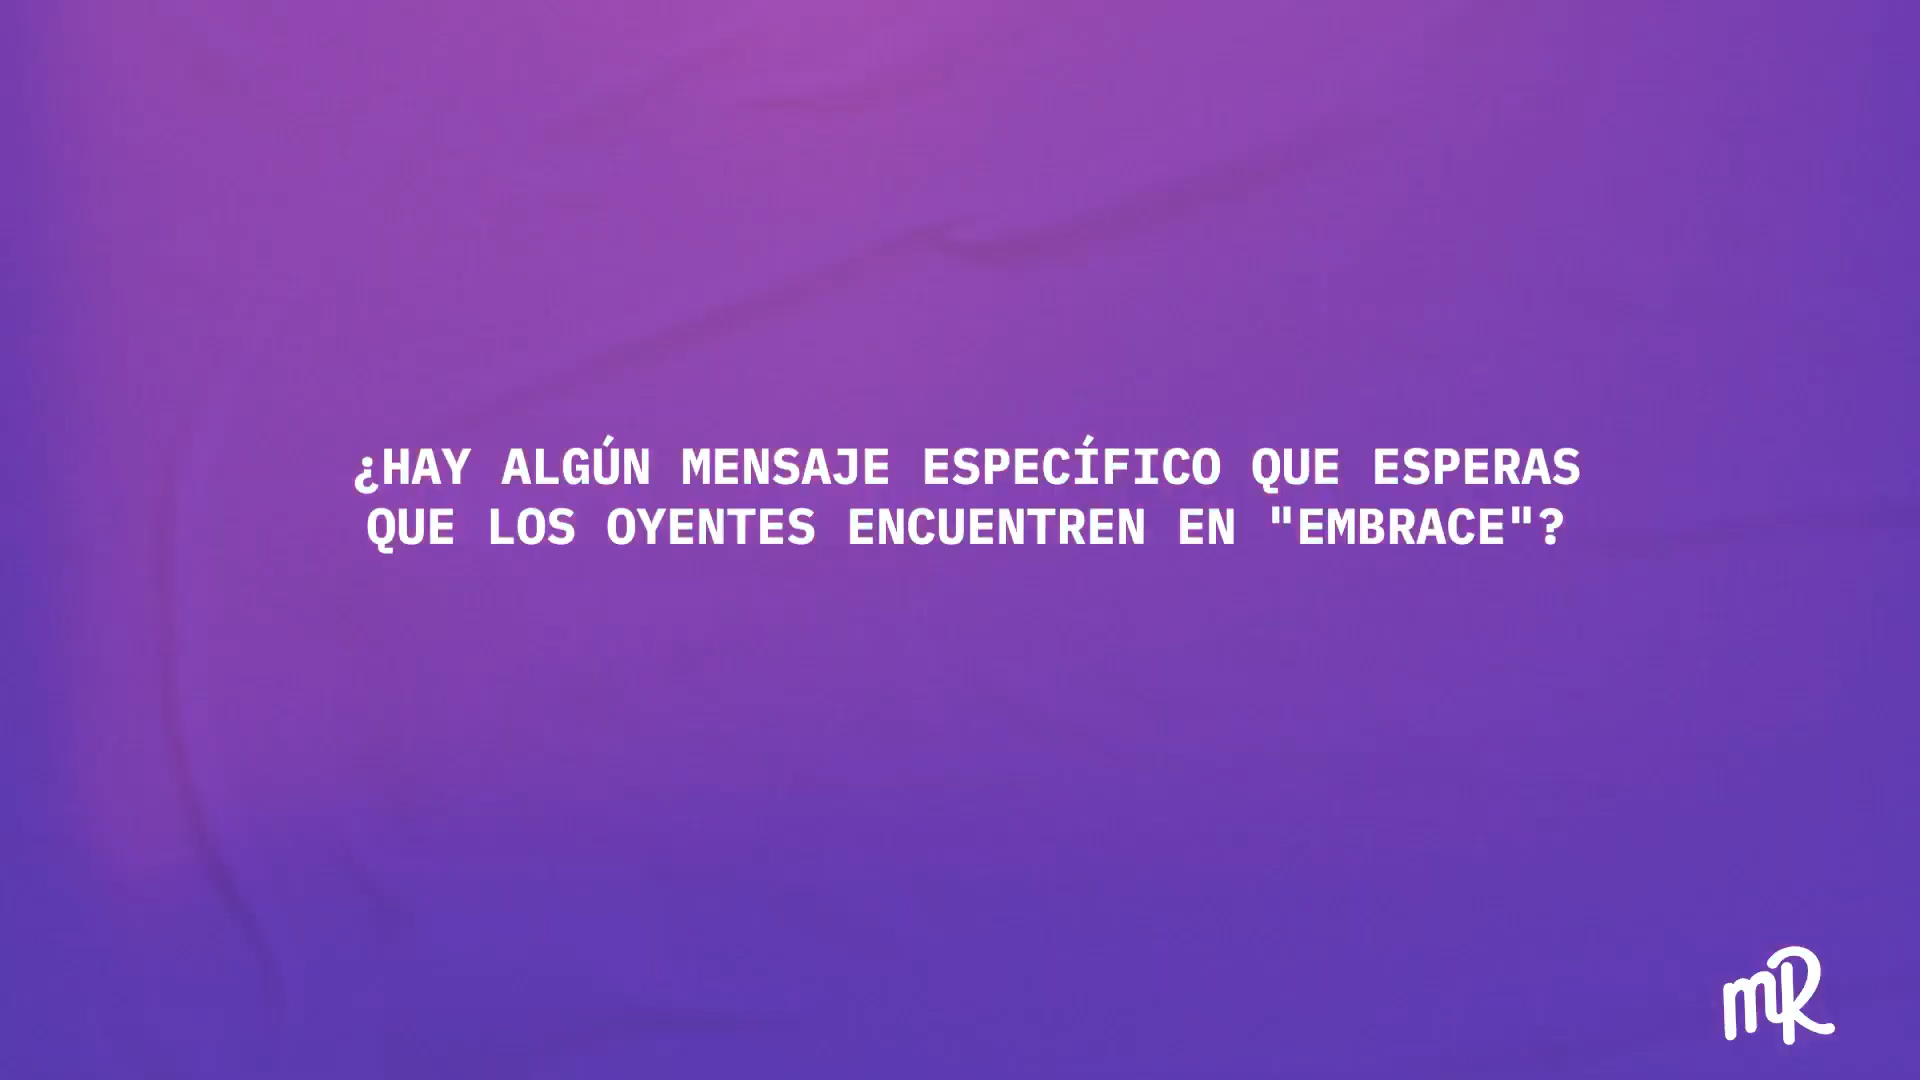 ¿HAY ALGÚN MENSAJE ESPECÍFICO QUE ESPERAS
QUE LOS OYENTES ENCUENTREN EN "EMBRACE"?
mR